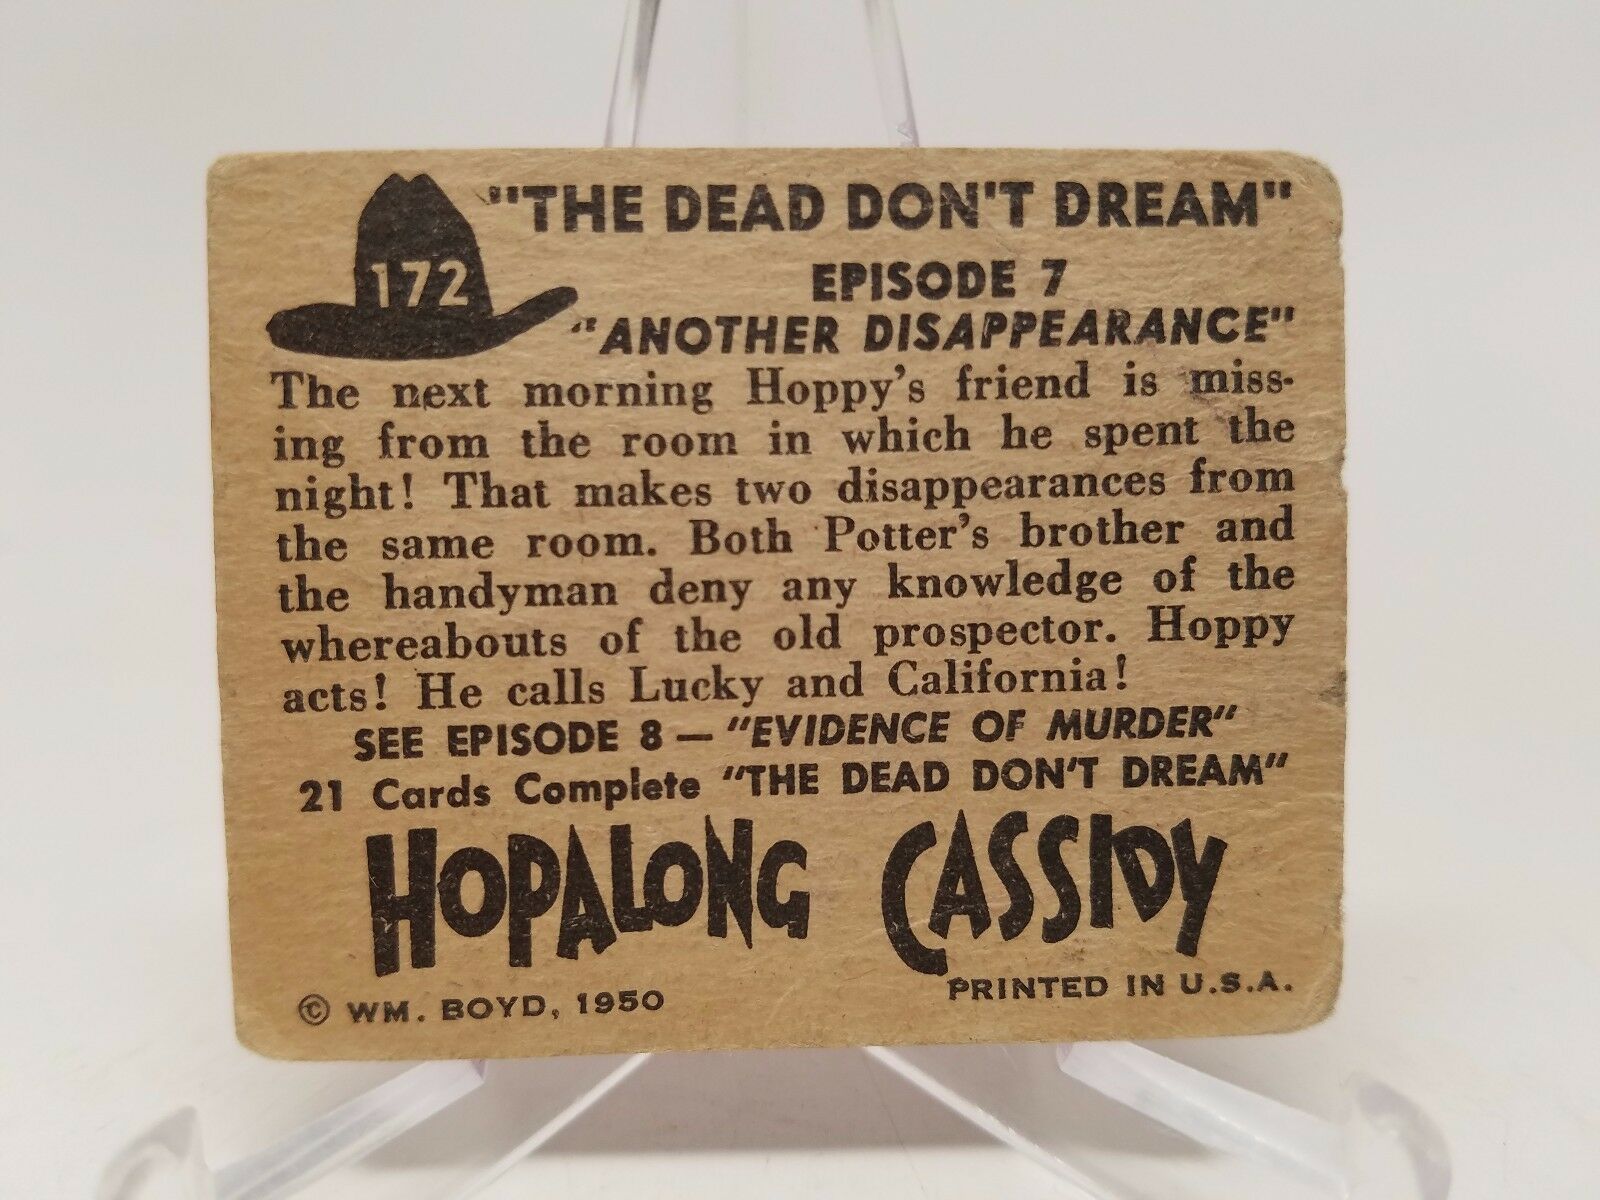 172
"THE DEAD DON'T DREAM"
EPISODE 7
"ANOTHER DISAPPEARANCE"
The next morning Hoppy's friend is miss-
ing from the room in which he spent the
night! That makes two disappearances from
the same room. Both Potter's brother and
the handyman deny any knowledge of the
whereabouts of the old prospector. Hoppy
acts! He calls Lucky and California!
SEE EPISODE 8 — "EVIDENCE OF MURDER"
21 Cards Complete "THE DEAD DON'T DREAM"
HOPALONG CASSIDY
© WM. BOYD, 1950
PRINTED IN U.S.A.